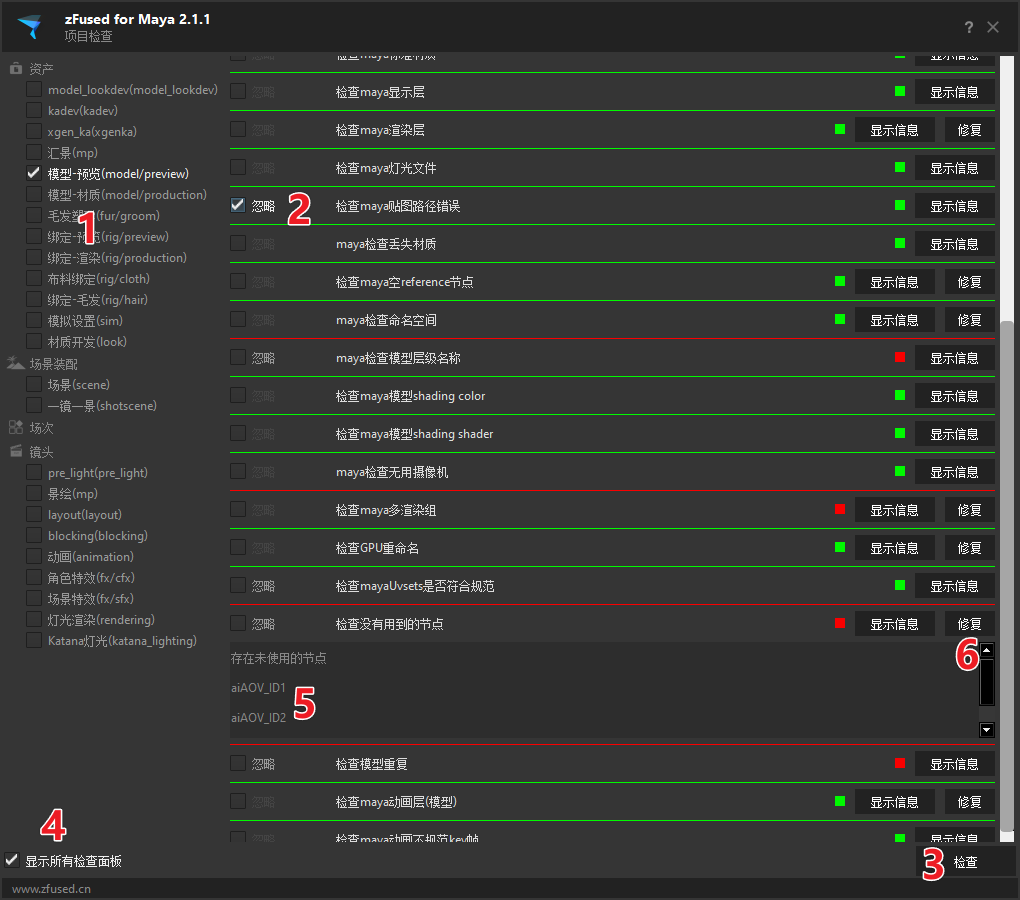 zFused for Maya 2.1.1
项目检查
?
资产
model_lookdev(model_lookdev)
kadev(kadev)
xgen_ka(xgenka)
汇景(mp)
模型-预览(model/preview)
模型-材质(model/production)
毛发塑(fur/groom)
1
绑定-预览(rig/preview)
绑定-渲染(rig/production)
布料绑定(rig/cloth)
绑定-毛发(rig/hair)
模拟设置(sim)
材质开发(look)
场景装配
场景(scene)
一镜一景(shotscene)
场次
镜头
pre_light(pre_light)
景绘(mp)
layout(layout)
blocking(blocking)
动画(animation)
角色特效(fx/cfx)
场景特效(fx/sfx)
灯光渲染(rendering)
Katana灯光(katana_lighting)
4
显示所有检查面板
忽略 检查maya标准材质 显示信息
忽略 检查maya显示层 显示信息
忽略 检查maya渲染层 显示信息 修复
忽略 检查maya灯光文件 显示信息
忽略 2 检查maya贴图路径错误 显示信息
忽略 maya检查丢失材质 显示信息
忽略 检查maya空reference节点 显示信息 修复
忽略 maya检查命名空间 显示信息 修复
忽略 maya检查模型层级名称 显示信息
忽略 检查maya模型shading color 显示信息
忽略 检查maya模型shading shader 显示信息
忽略 maya检查无用摄像机 显示信息
忽略 检查maya多渲染组 显示信息 修复
忽略 检查GPU重命名 显示信息 修复
忽略 检查mayaUvsets是否符合规范 显示信息
忽略 检查没有用到的节点 显示信息 修复
6
存在未使用的节点
aiAOV_ID1
5
aiAOV_ID2
忽略 检查模型重复 显示信息
忽略 检查maya动画层(模型) 显示信息 修复
检查maya动画不规范key帧 显示信息
3 检查
www.zfused.cn